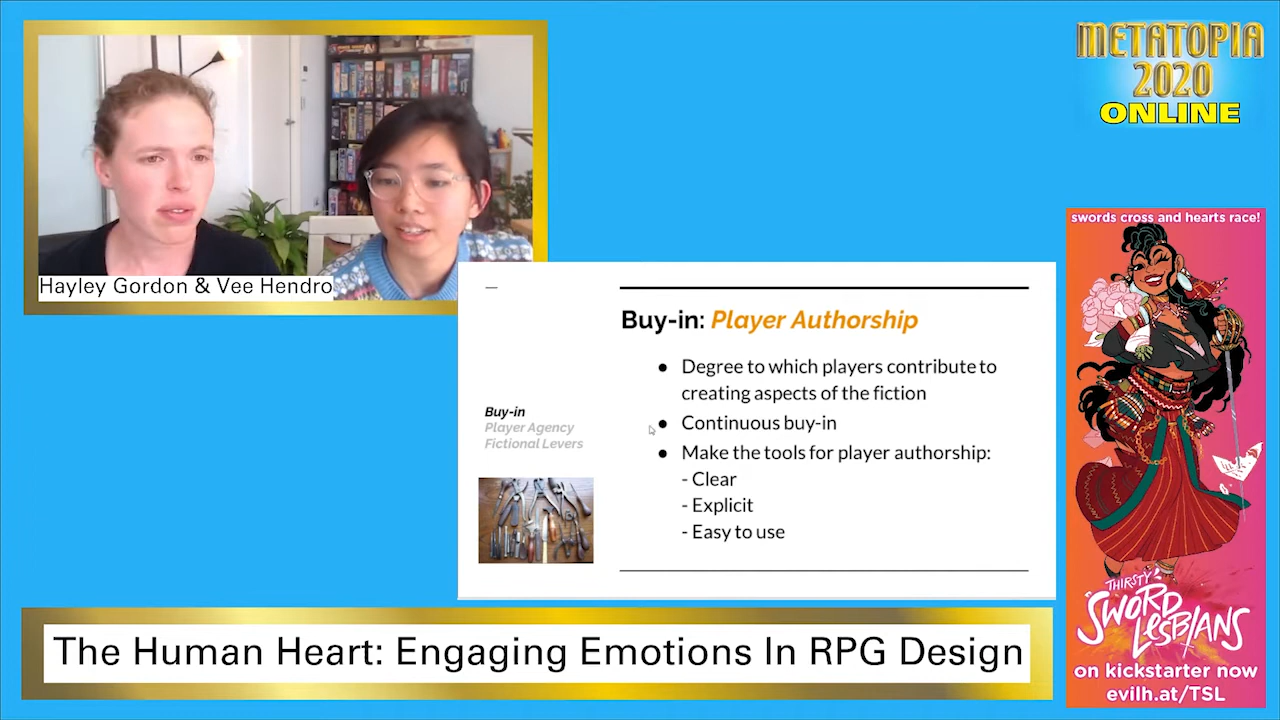 METATOPIA
2020
ONLINE
Hayley Gordon & Vee Hendro
—
Buy-in: Player Authorship
● Degree to which players contribute to
creating aspects of the fiction
● Continuous buy-in
● Make the tools for player authorship:
- Clear
- Explicit
- Easy to use
Buy-in
Player Agency
Fictional Levers
swords cross and hearts race!
THIRSTY
SWORD
LESBIANS
on kickstarter now
evilh.at/TSL
The Human Heart: Engaging Emotions In RPG Design